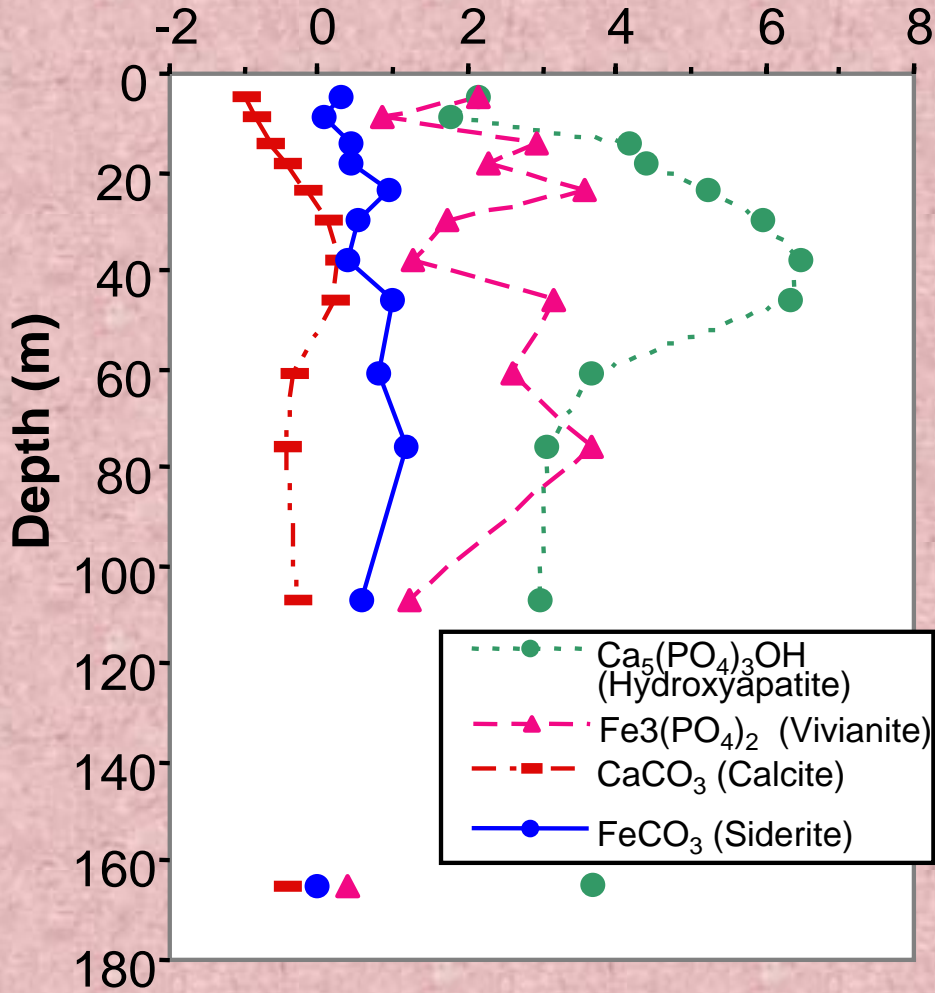 -2 0 2 4 6 8
0
20
40
60
80
100
120
140
160
180
Depth (m)
Ca₅(PO₄)₃OH
(Hydroxyapatite)
Fe3(PO₄)₂ (Vivianite)
CaCO₃ (Calcite)
FeCO₃ (Siderite)